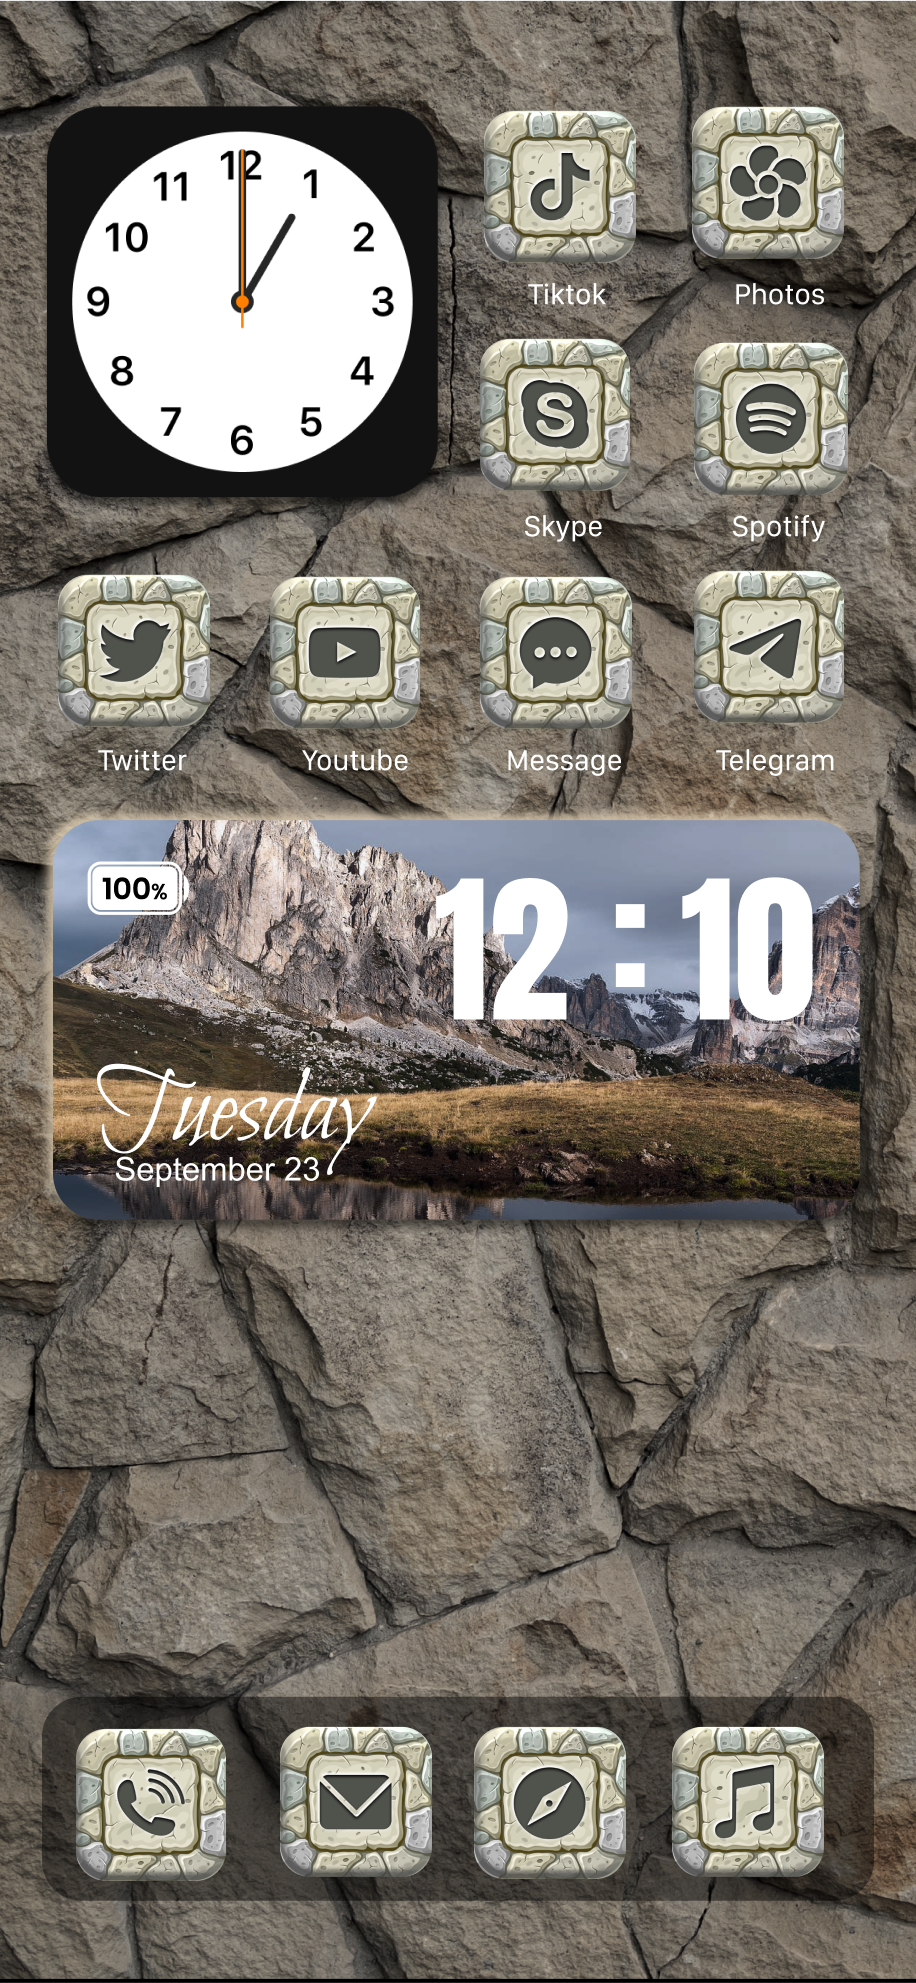 12
1
2
3
4
5
6
7
8
9
10
11
Tiktok
Photos
S
Skype
Spotify
Twitter
Youtube
Message
Telegram
100%
12:10
Tuesday
September 23